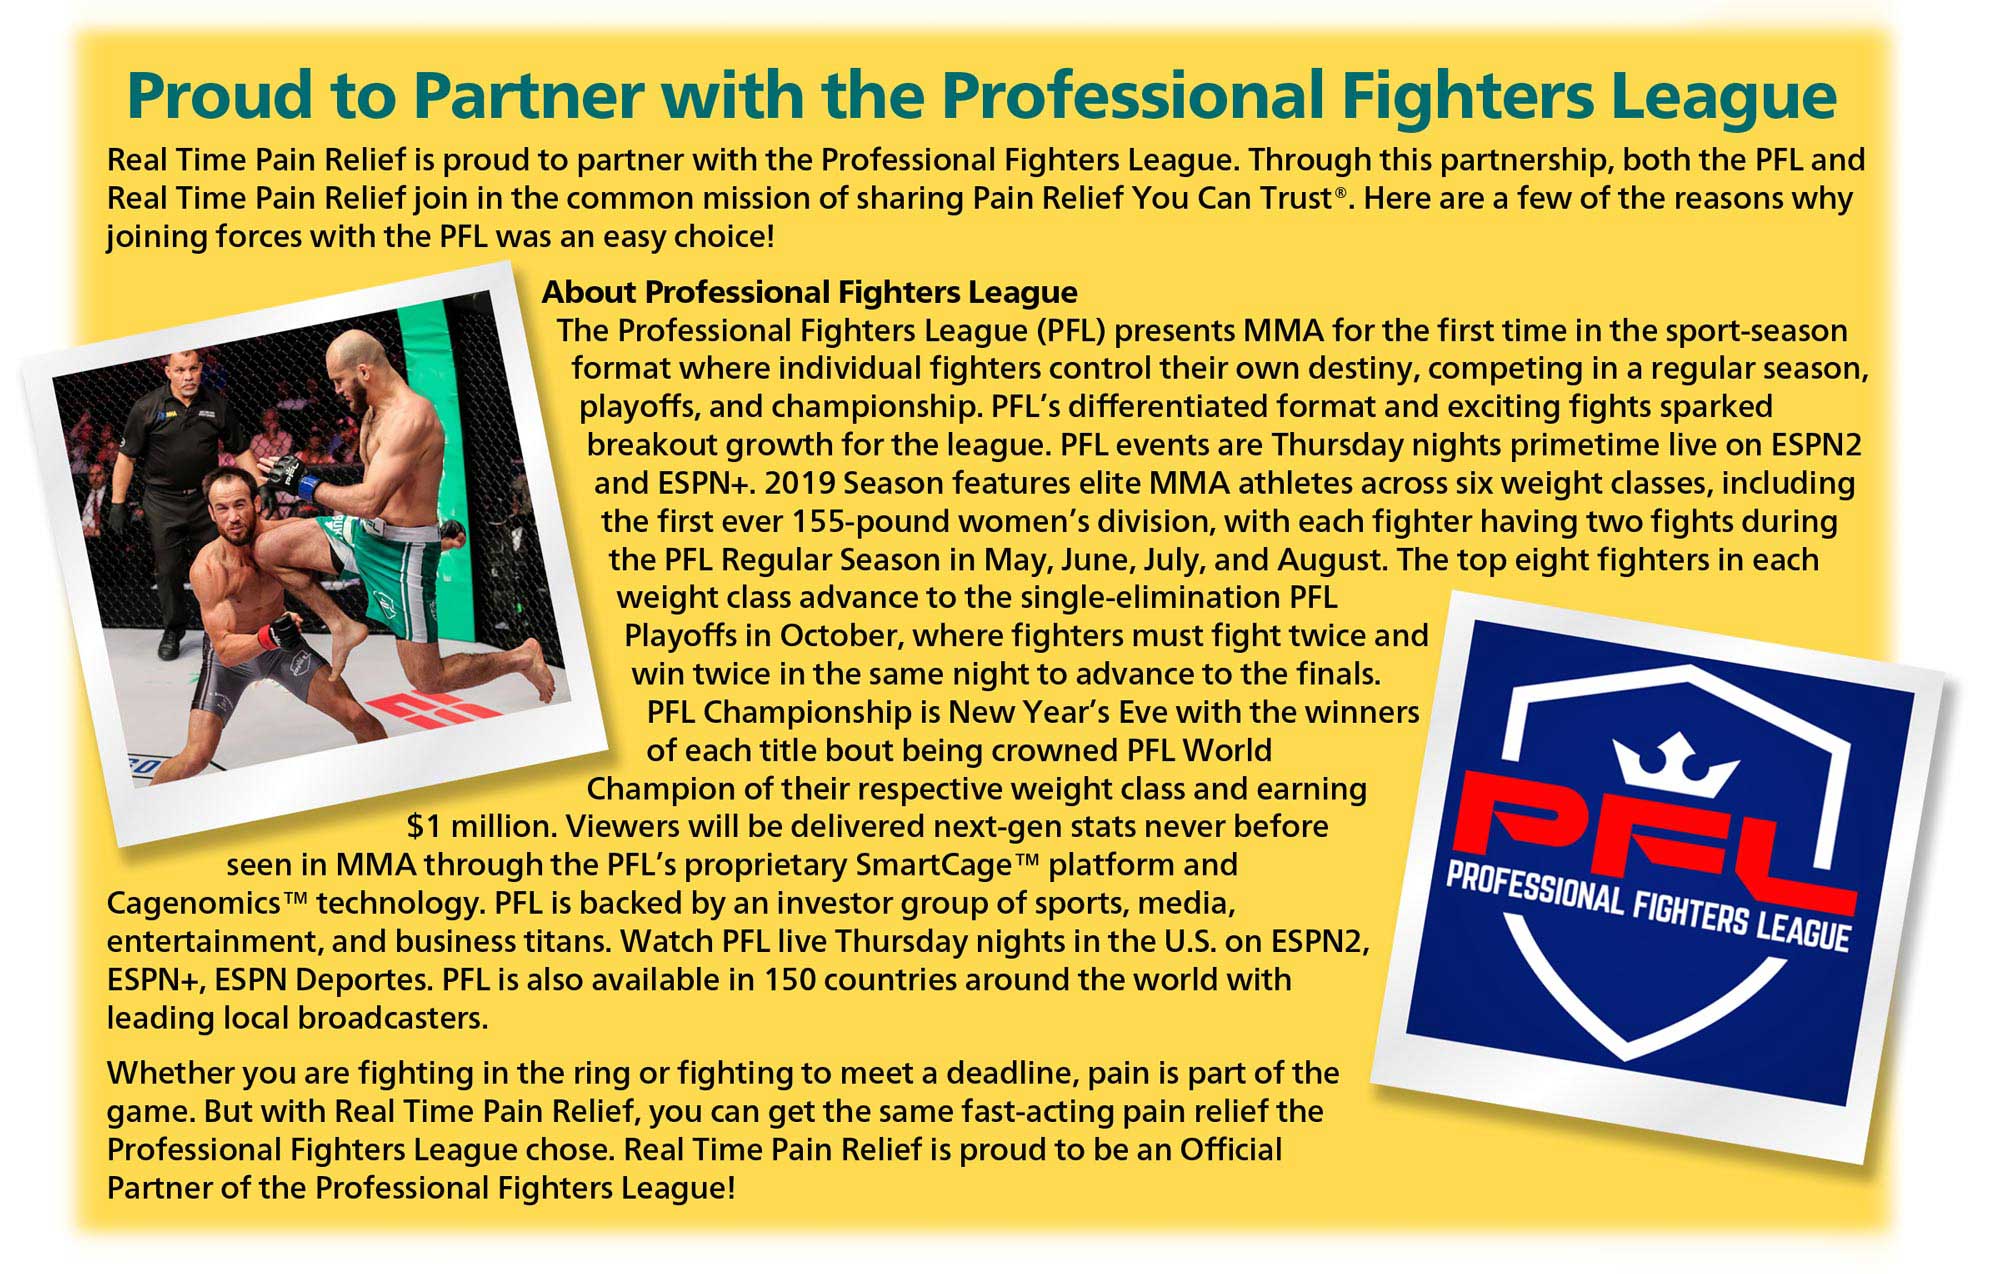 Proud to Partner with the Professional Fighters League
Real Time Pain Relief is proud to partner with the Professional Fighters League. Through this partnership, both the PFL and
Real Time Pain Relief join in the common mission of sharing Pain Relief You Can Trust®. Here are a few of the reasons why
joining forces with the PFL was an easy choice!
About Professional Fighters League
The Professional Fighters League (PFL) presents MMA for the first time in the sport-season
format where individual fighters control their own destiny, competing in a regular season,
playoffs, and championship. PFL’s differentiated format and exciting fights sparked
breakout growth for the league. PFL events are Thursday nights primetime live on ESPN2
and ESPN+. 2019 Season features elite MMA athletes across six weight classes, including
the first ever 155-pound women’s division, with each fighter having two fights during
the PFL Regular Season in May, June, July, and August. The top eight fighters in each
weight class advance to the single-elimination PFL
Playoffs in October, where fighters must fight twice and
win twice in the same night to advance to the finals.
PFL Championship is New Year’s Eve with the winners
of each title bout being crowned PFL World
Champion of their respective weight class and earning
$1 million. Viewers will be delivered next-gen stats never before
seen in MMA through the PFL’s proprietary SmartCage™ platform and
Cagenomics™ technology. PFL is backed by an investor group of sports, media,
entertainment, and business titans. Watch PFL live Thursday nights in the U.S. on ESPN2,
ESPN+, ESPN Deportes. PFL is also available in 150 countries around the world with
leading local broadcasters.
Whether you are fighting in the ring or fighting to meet a deadline, pain is part of the
game. But with Real Time Pain Relief, you can get the same fast-acting pain relief the
Professional Fighters League chose. Real Time Pain Relief is proud to be an Official
Partner of the Professional Fighters League!
PFL
PROFESSIONAL FIGHTERS LEAGUE